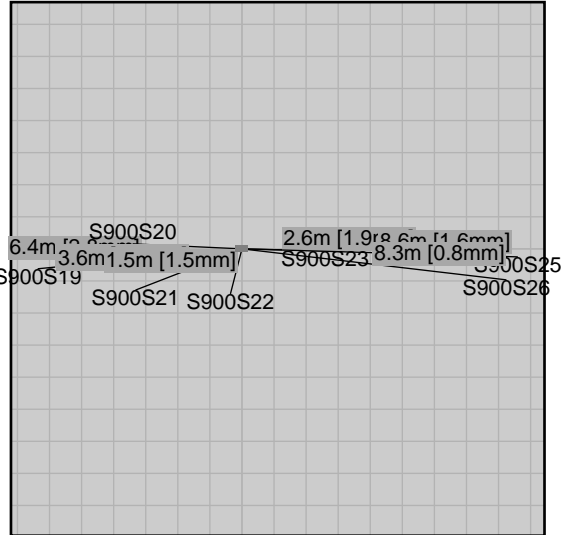 S900S20
2.6m [1.9
8.6m [1.6mm]
6.4m
3.6m
1.5m [1.5mm]
8.3m [0.8mm]
S900S23
S900S25
S900S19
S900S26
S900S21
S900S22